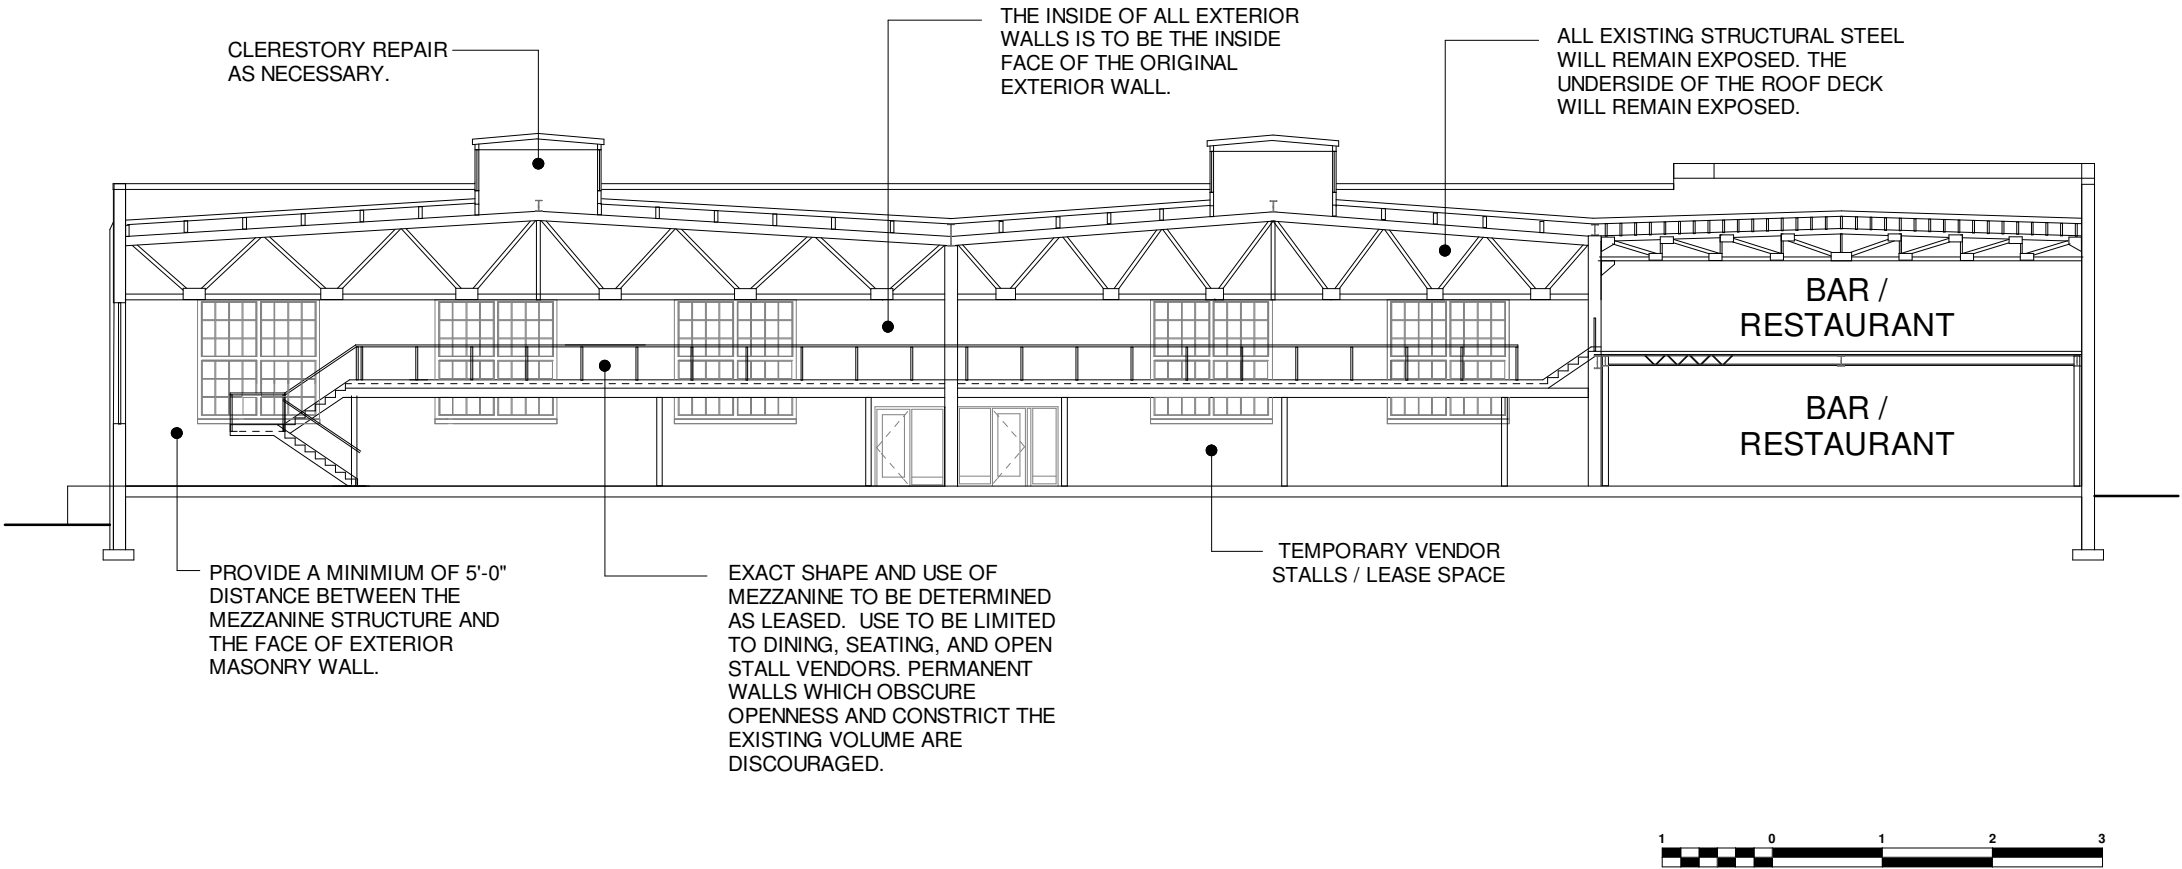 CLERESTORY REPAIR
AS NECESSARY.
THE INSIDE OF ALL EXTERIOR
WALLS IS TO BE THE INSIDE
FACE OF THE ORIGINAL
EXTERIOR WALL.
ALL EXISTING STRUCTURAL STEEL
WILL REMAIN EXPOSED. THE
UNDERSIDE OF THE ROOF DECK
WILL REMAIN EXPOSED.
BAR /
RESTAURANT
BAR /
RESTAURANT
PROVIDE A MINIMIUM OF 5'-0"
DISTANCE BETWEEN THE
MEZZANINE STRUCTURE AND
THE FACE OF EXTERIOR
MASONRY WALL.
EXACT SHAPE AND USE OF
MEZZANINE TO BE DETERMINED
AS LEASED. USE TO BE LIMITED
TO DINING, SEATING, AND OPEN
STALL VENDORS. PERMANENT
WALLS WHICH OBSCURE
OPENNESS AND CONSTRICT THE
EXISTING VOLUME ARE
DISCOURAGED.
TEMPORARY VENDOR
STALLS / LEASE SPACE
1 0 1 2 3